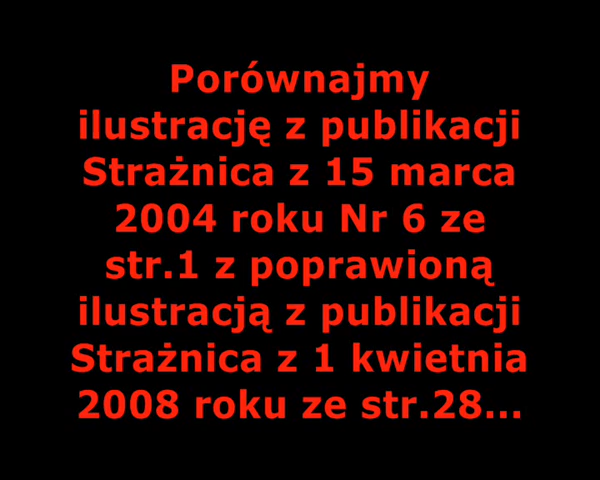 Porównajmy
ilustrację z publikacji
Strażnica z 15 marca
2004 roku Nr 6 ze
str.1 z poprawioną
ilustracją z publikacji
Strażnica z 1 kwietnia
2008 roku ze str.28...